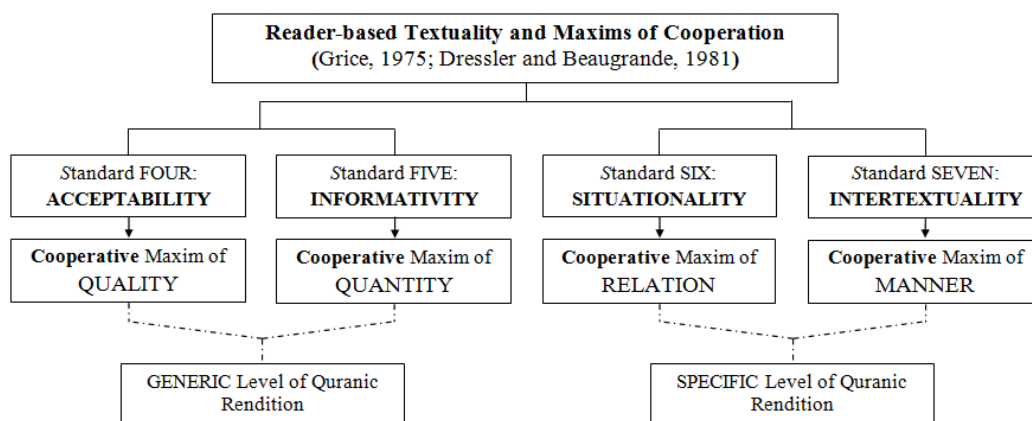 Reader-based Textuality and Maxims of Cooperation
(Grice, 1975; Dressler and Beaugrande, 1981)
Standard FOUR:
ACCEPTABILITY
Standard FIVE:
INFORMATIVITY
Standard SIX:
SITUATIONALITY
Standard SEVEN:
INTERTEXTUALITY
Cooperative Maxim of
QUALITY
Cooperative Maxim of
QUANTITY
Cooperative Maxim of
RELATION
Cooperative Maxim of
MANNER
GENERIC Level of Quranic
Rendition
SPECIFIC Level of Quranic
Rendition